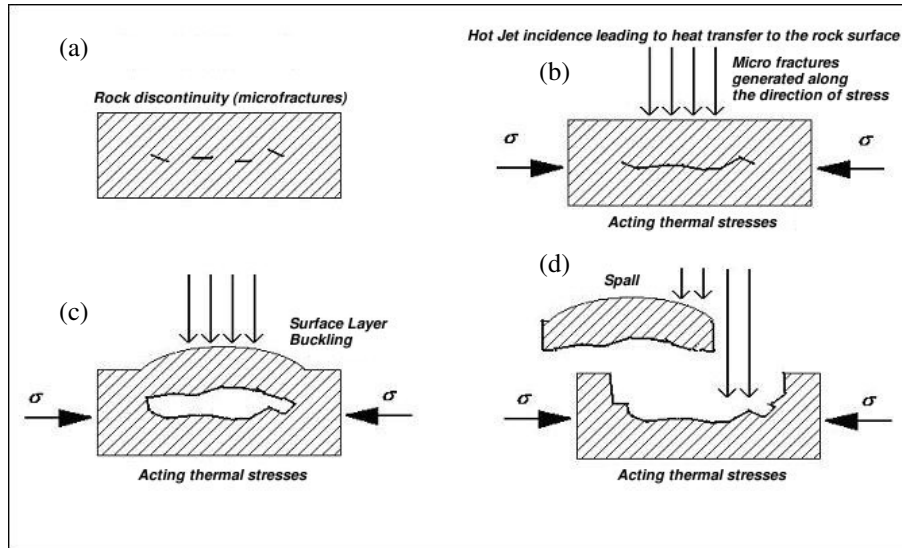 (a)
Rock discontinuity (microfractures)
Hot Jet incidence leading to heat transfer to the rock surface
(b)
Micro fractures
generated along
the direction of stress
σ
σ
Acting thermal stresses
(c)
Surface Layer
Buckling
σ
σ
Acting thermal stresses
(d)
Spall
σ
σ
Acting thermal stresses